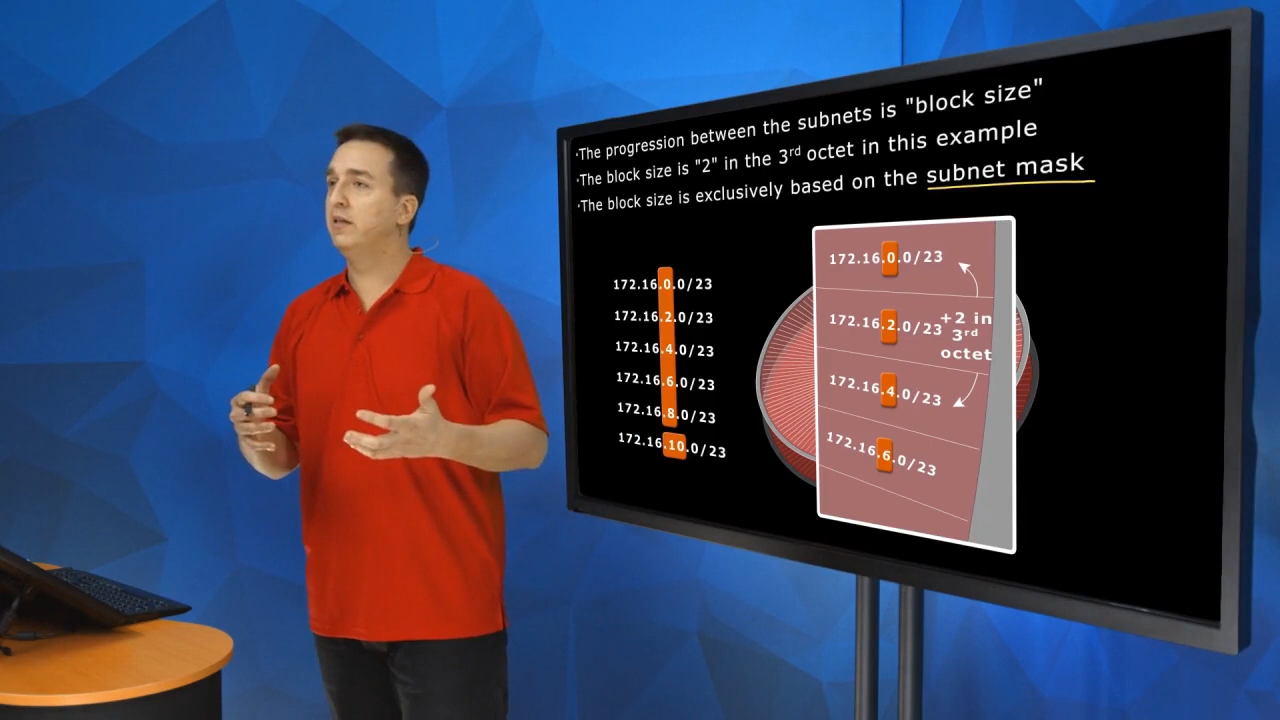 ·The progression between the subnets is "block size"
·The block size is "2" in the 3rd octet in this example
·The block size is exclusively based on the subnet mask
172.16.0.0/23
172.16.2.0/23
172.16.4.0/23
172.16.6.0/23
172.16.8.0/23
172.16.10.0/23
172.16.0.0/23
172.16.2.0/23
+2 in
3rd
octet
172.16.4.0/23
172.16.6.0/23